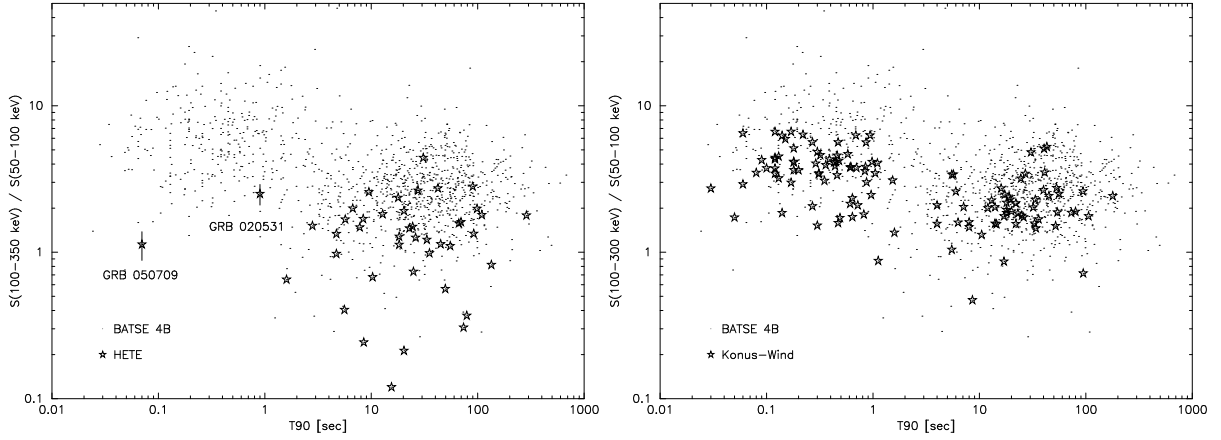 S(100−350 keV) / S(50−100 keV)
10
1
0.1
GRB 020531
GRB 050709
BATSE 4B
HETE
0.01
0.1
1
10
100
1000
T90 [sec]
S(100−300 keV) / S(50−100 keV)
10
1
0.1
BATSE 4B
Konus−Wind
0.01
0.1
1
10
100
1000
T90 [sec]